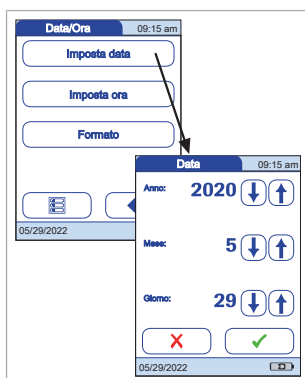 Data/Ora 09:15 am
Imposta data
Imposta ora
Formato
05/29/2022
Data 09:15 am
Anno: 2020
Mese: 5
Giorno: 29
05/29/2022